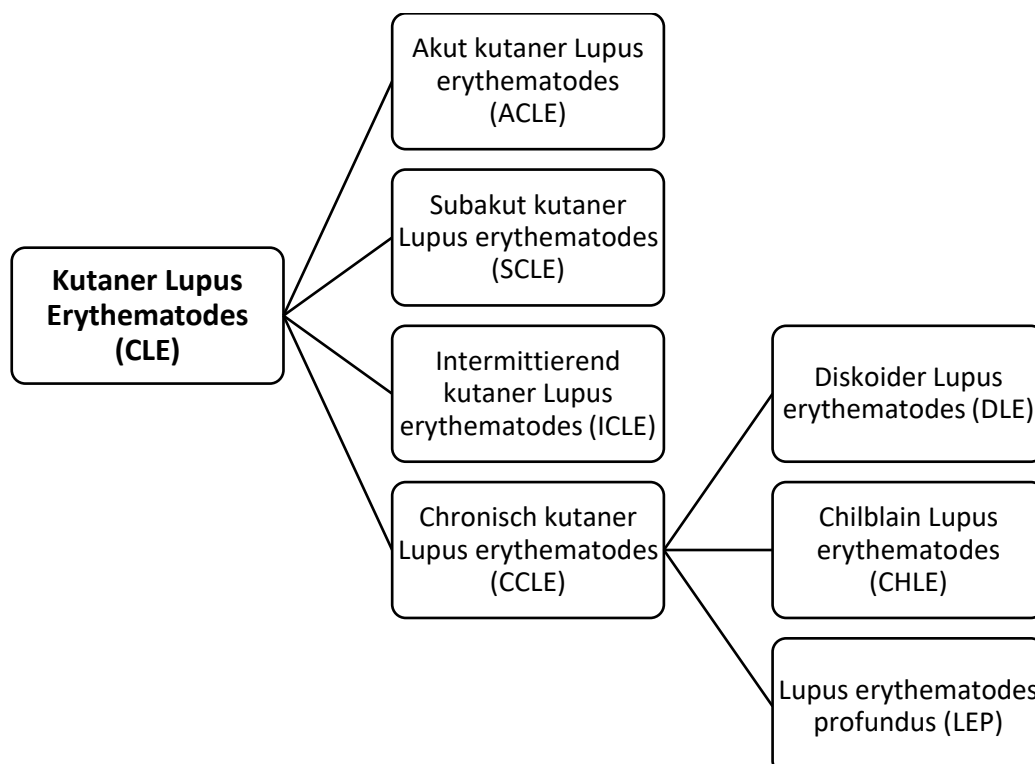 Kutaner Lupus
Erythematodes
(CLE)
Akut kutaner Lupus
erythematodes
(ACLE)
Subakut kutaner
Lupus erythematodes
(SCLE)
Intermittierend
kutaner Lupus
erythematodes (ICLE)
Chronisch kutaner
Lupus erythematodes
(CCLE)
Diskoider Lupus
erythematodes (DLE)
Chilblain Lupus
erythematodes
(CHLE)
Lupus erythematodes
profundus (LEP)